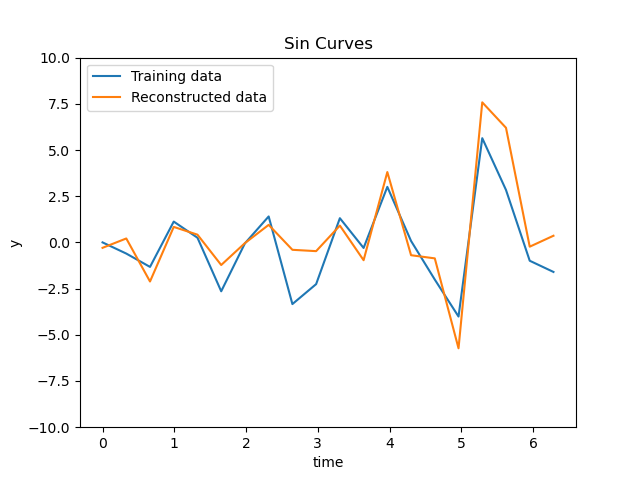 Sin Curves
10.0
7.5
5.0
2.5
0.0
−2.5
−5.0
−7.5
−10.0
y
Training data
Reconstructed data
0 1 2 3 4 5 6
time